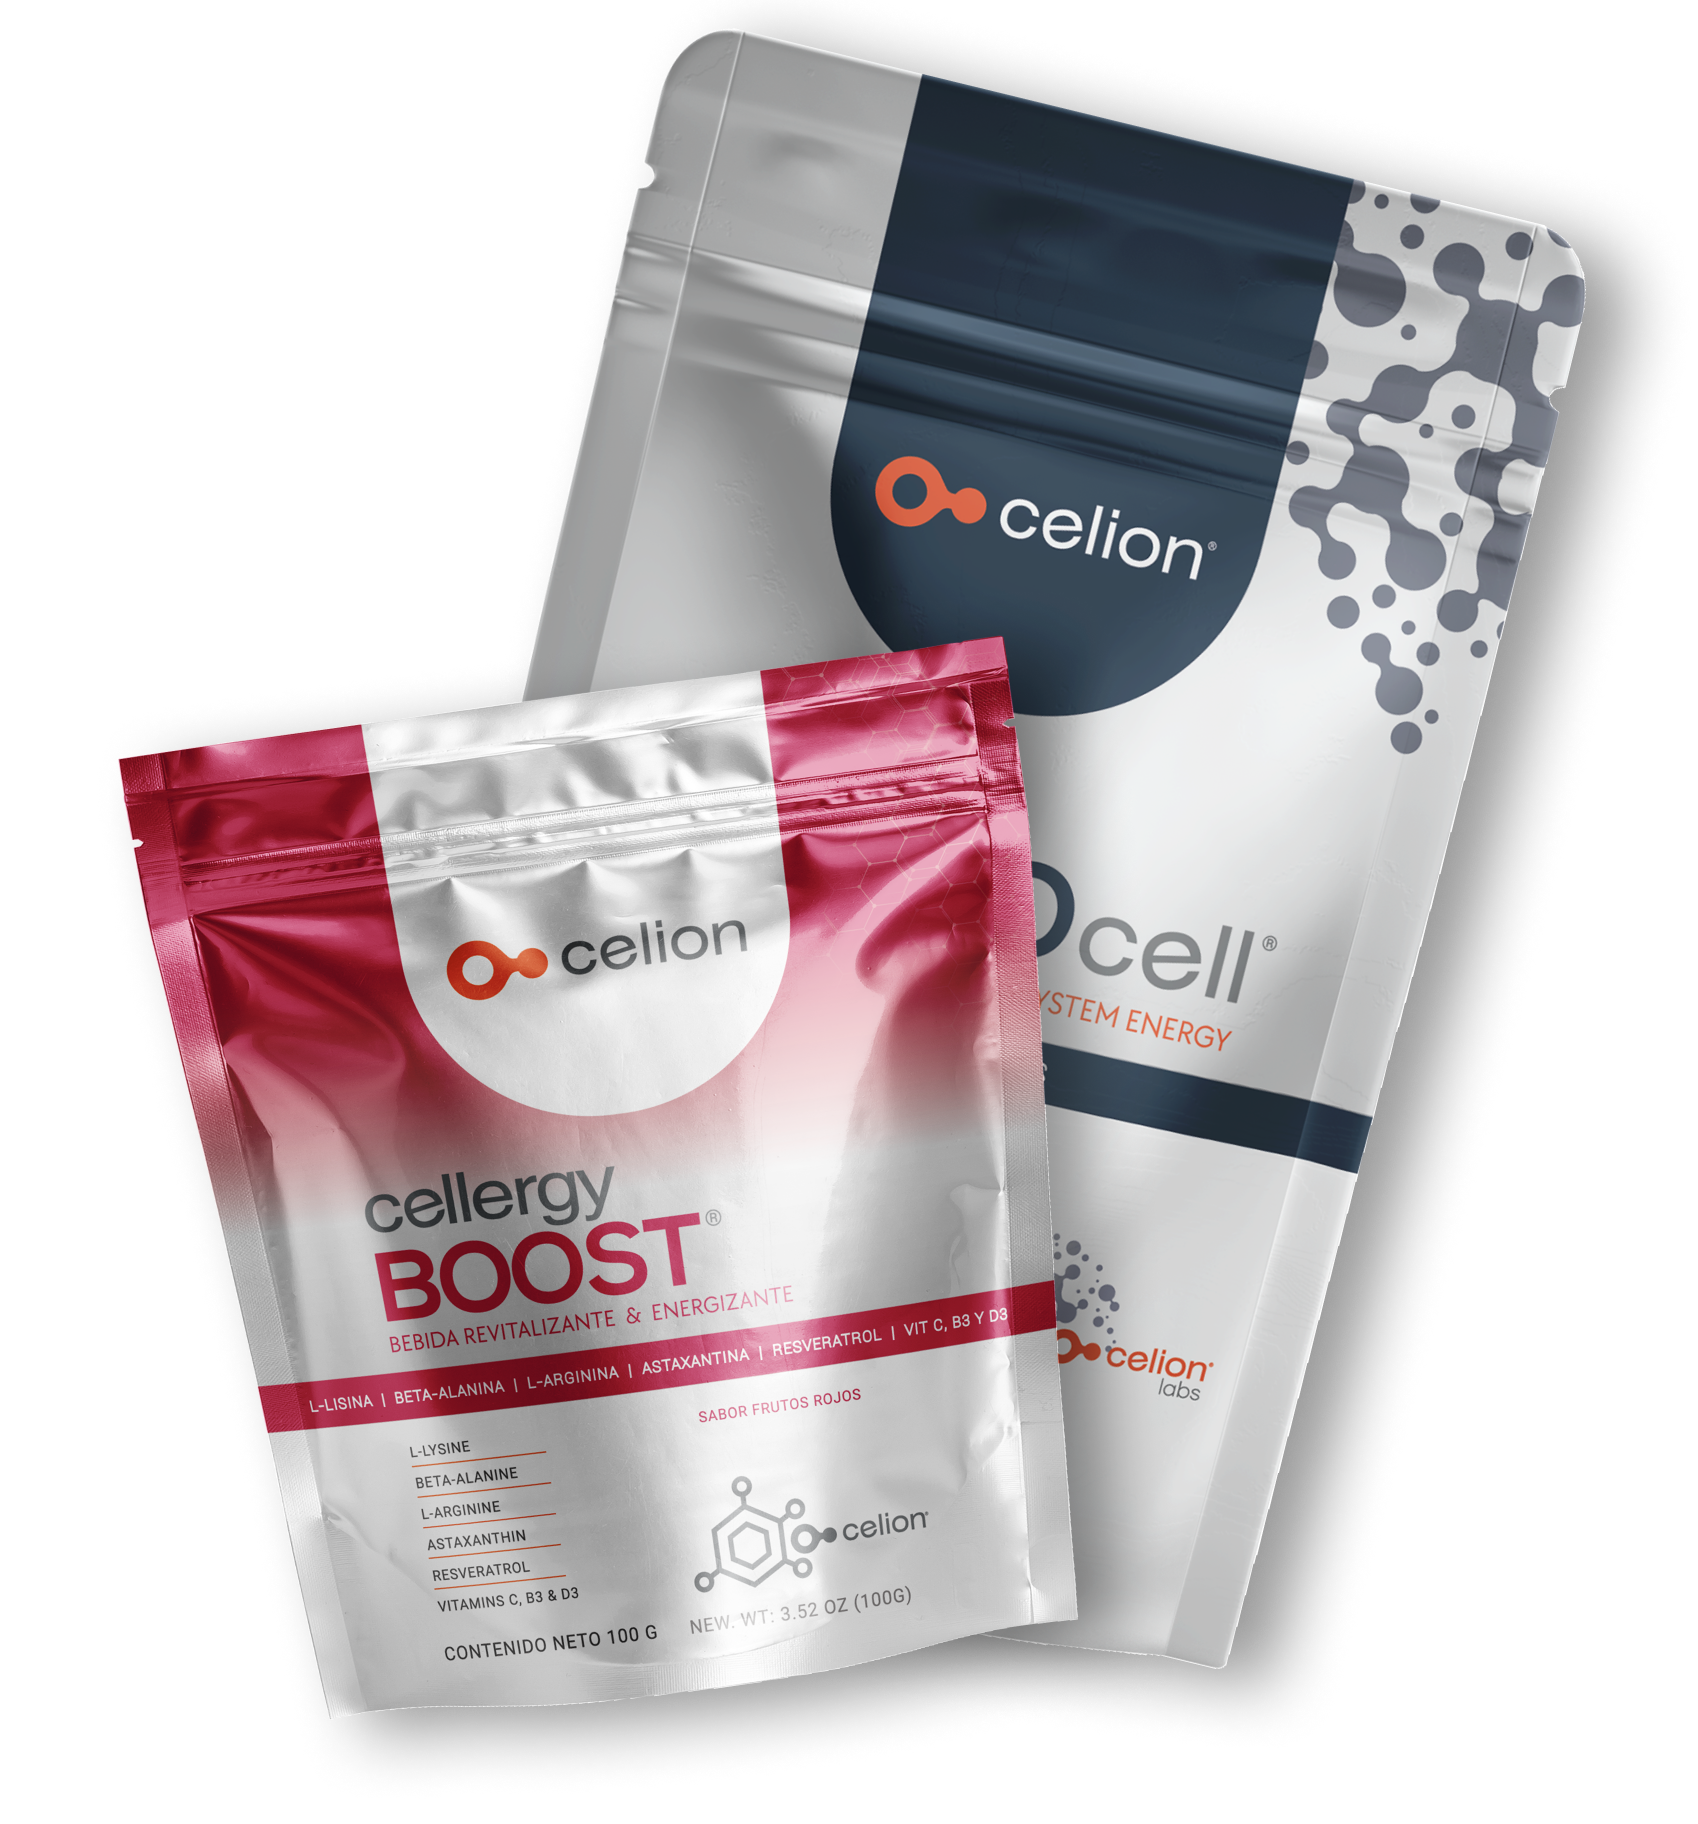 celion®
cell®
YSTEM ENERGY
celion®
labs
celion
cellergy
BOOST®
BEBIDA REVITALIZANTE & ENERGIZANTE
L-LISINA | BETA-ALANINA | L-ARGININA | ASTAXANTINA | RESVERATROL | VIT C, B3 Y D3
SABOR FRUTOS ROJOS
L-LYSINE
BETA-ALANINE
L-ARGININE
ASTAXANTHIN
RESVERATROL
VITAMINS C, B3 & D3
celion®
CONTENIDO NETO 100 G
NEW. WT: 3.52 OZ (100G)